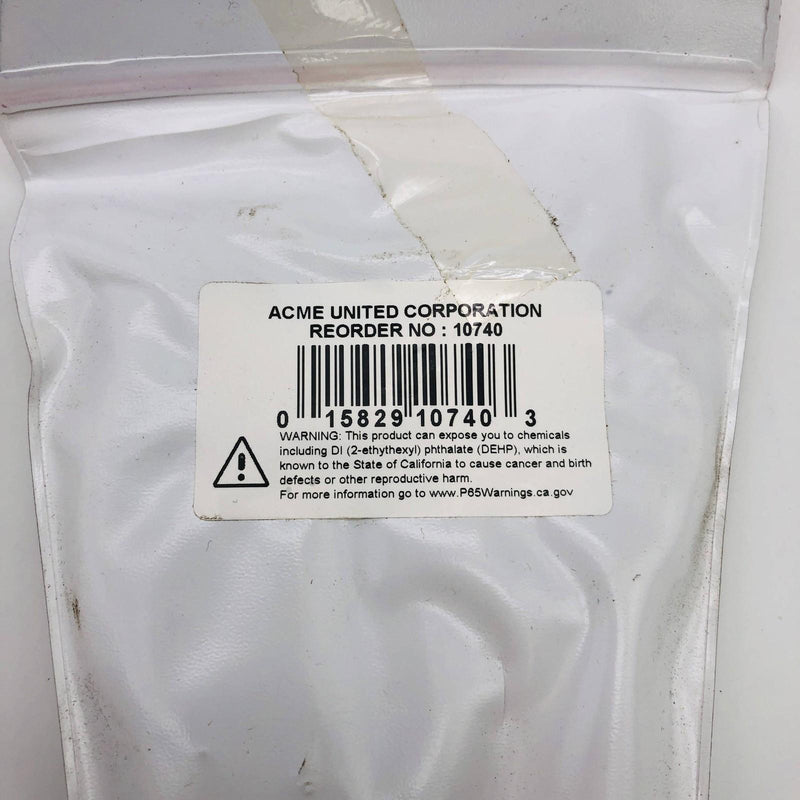 ACME UNITED CORPORATION
REORDER NO : 10740
0 15829 10740 3
WARNING: This product can expose you to chemicals
including DI (2-ethythexyl) phthalate (DEHP), which is
known to the State of California to cause cancer and birth
defects or other reproductive harm.
For more information go to www.P65Warnings.ca.gov